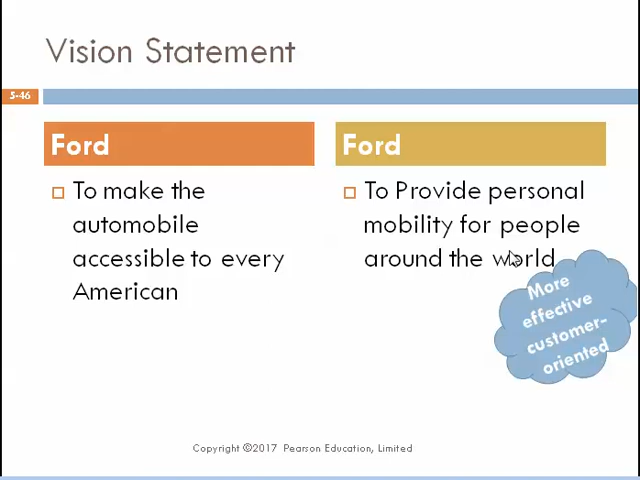 Vision Statement
5-46
Ford
To make the
automobile
accessible to every
American
Ford
To Provide personal
mobility for people
around the world
More
effective
customer-
oriented
Copyright ©2017 Pearson Education, Limited